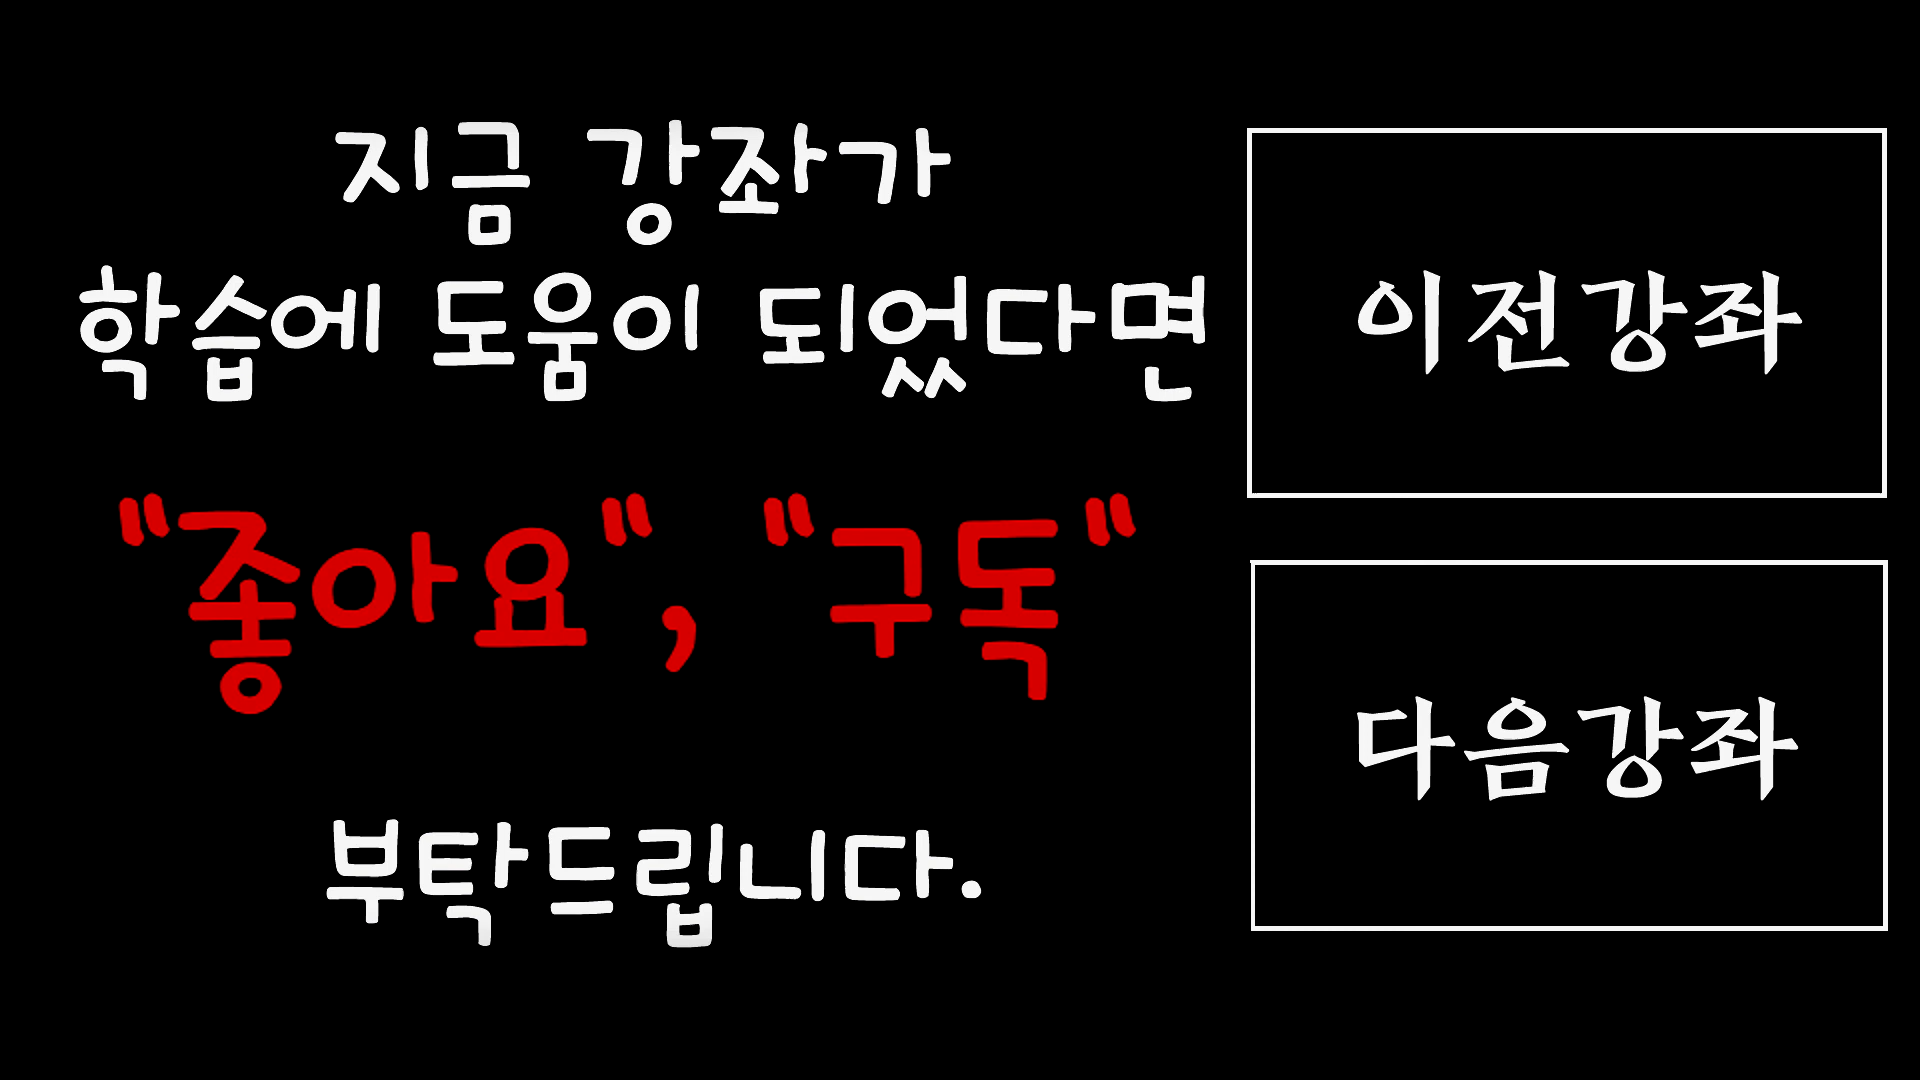 지금 강좌가
학습에 도움이 되었다면
"좋아요", "구독"
부탁드립니다.
이전강좌
다음강좌